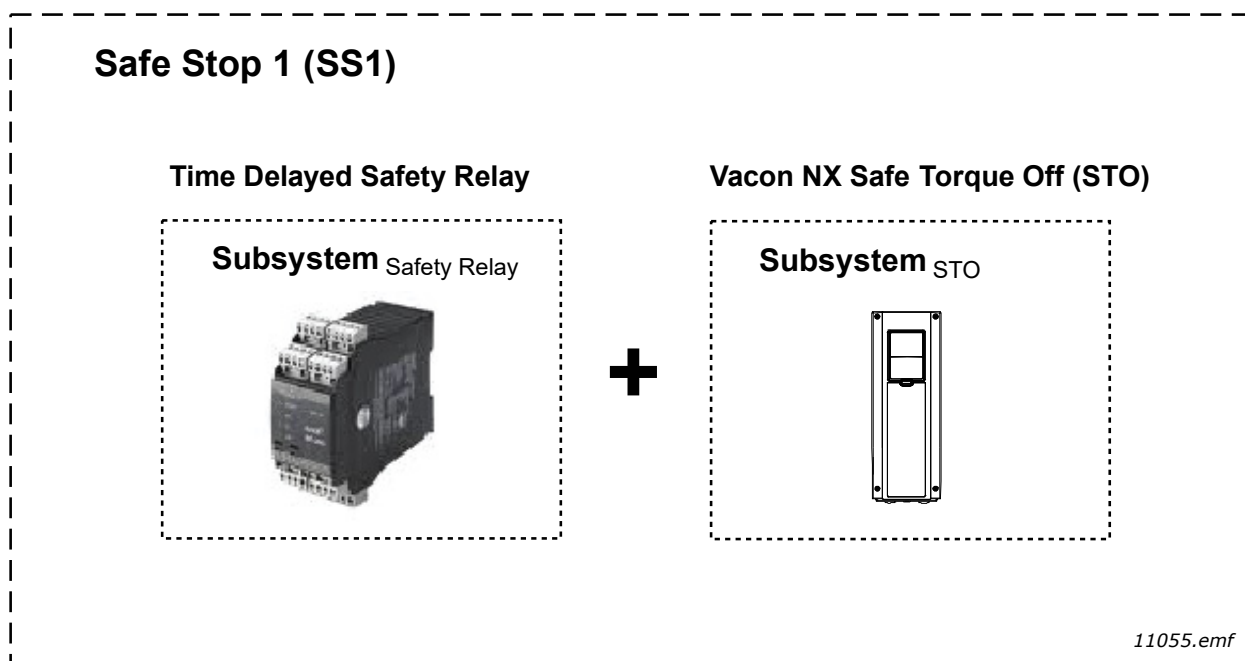 Safe Stop 1 (SS1)
Time Delayed Safety Relay
Vacon NX Safe Torque Off (STO)
Subsystem Safety Relay
Subsystem STO
+
11055.emf